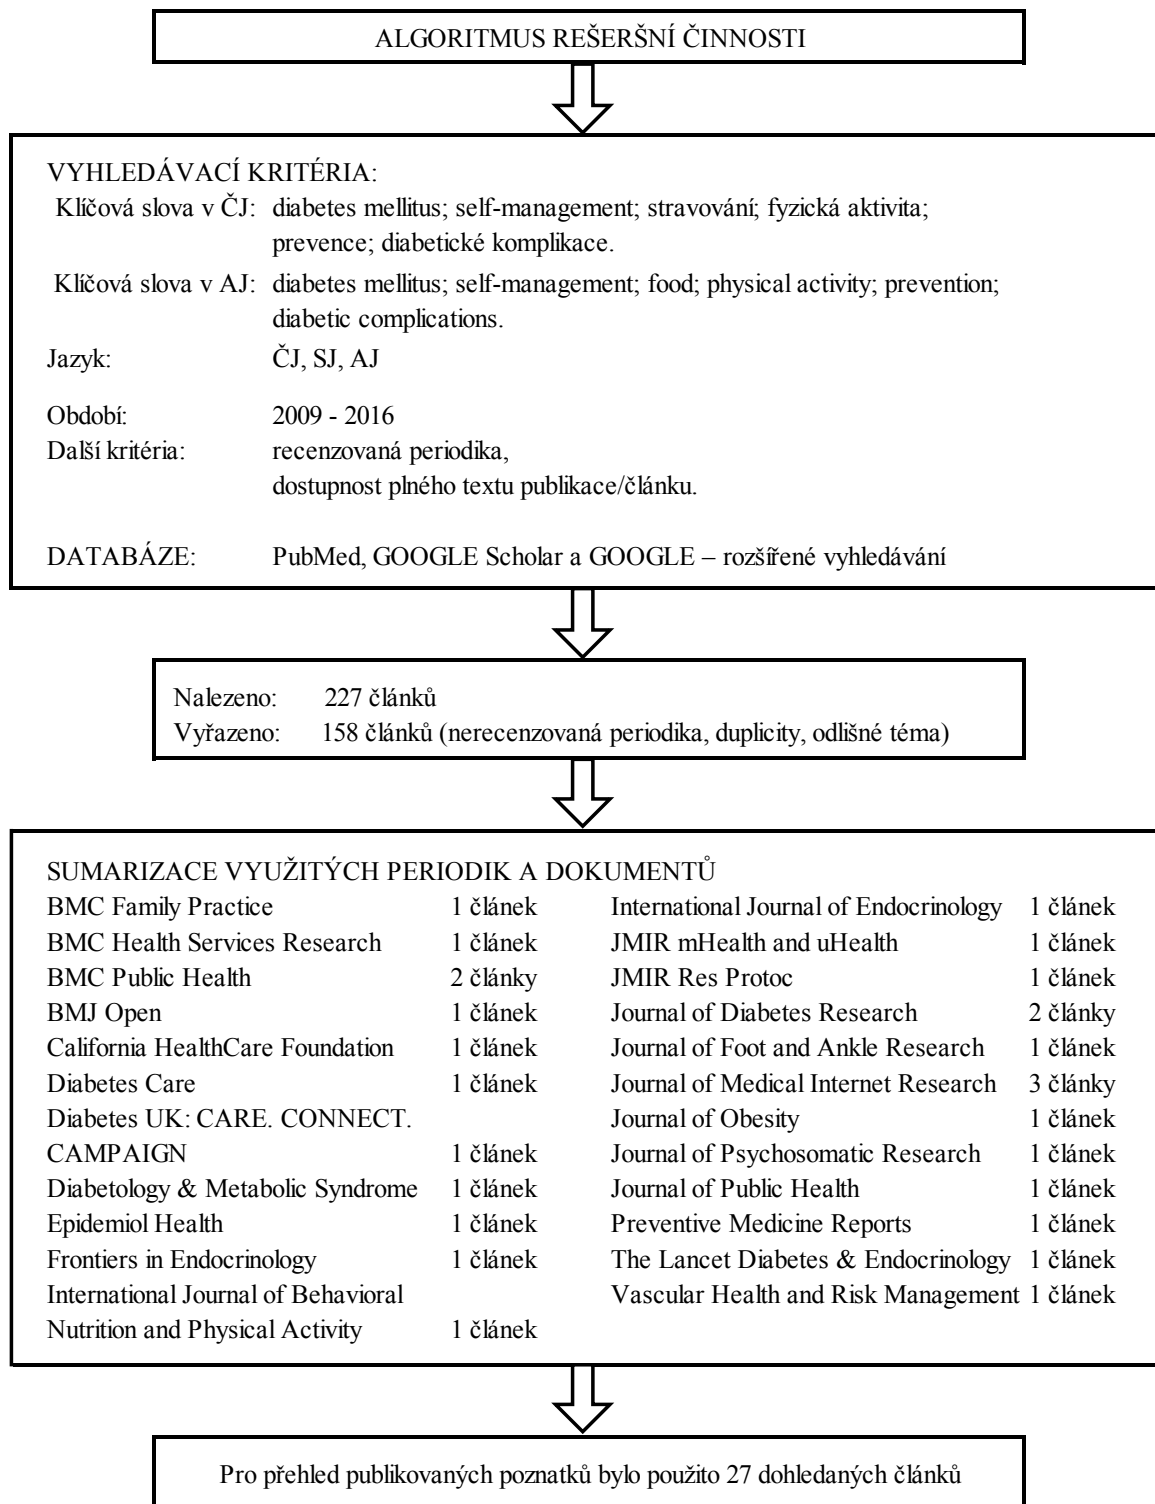 ALGORITMUS REŠERŠNÍ ČINNOSTI
VYHLEDÁVACÍ KRITÉRIA:
Klíčová slova v ČJ: diabetes mellitus; self-management; stravování; fyzická aktivita;
prevence; diabetické komplikace.
Klíčová slova v AJ: diabetes mellitus; self-management; food; physical activity; prevention;
diabetic complications.
Jazyk: ČJ, SJ, AJ
Období: 2009 - 2016
Další kritéria: recenzovaná periodika,
dostupnost plného textu publikace/článku.
DATABÁZE: PubMed, GOOGLE Scholar a GOOGLE – rozšířené vyhledávání
Nalezeno: 227 článků
Vyřazeno: 158 článků (nerecenzovaná periodika, duplicity, odlišné téma)
SUMARIZACE VYUŽITÝCH PERIODIK A DOKUMENTŮ
BMC Family Practice 1 článek
BMC Health Services Research 1 článek
BMC Public Health 2 články
BMJ Open 1 článek
California HealthCare Foundation 1 článek
Diabetes Care 1 článek
Diabetes UK: CARE. CONNECT.
CAMPAIGN 1 článek
Diabetology & Metabolic Syndrome 1 článek
Epidemiol Health 1 článek
Frontiers in Endocrinology 1 článek
International Journal of Behavioral
Nutrition and Physical Activity 1 článek
International Journal of Endocrinology 1 článek
JMIR mHealth and uHealth 1 článek
JMIR Res Protoc 1 článek
Journal of Diabetes Research 2 články
Journal of Foot and Ankle Research 1 článek
Journal of Medical Internet Research 3 články
Journal of Obesity 1 článek
Journal of Psychosomatic Research 1 článek
Journal of Public Health 1 článek
Preventive Medicine Reports 1 článek
The Lancet Diabetes & Endocrinology 1 článek
Vascular Health and Risk Management 1 článek
Pro přehled publikovaných poznatků bylo použito 27 dohledaných článků